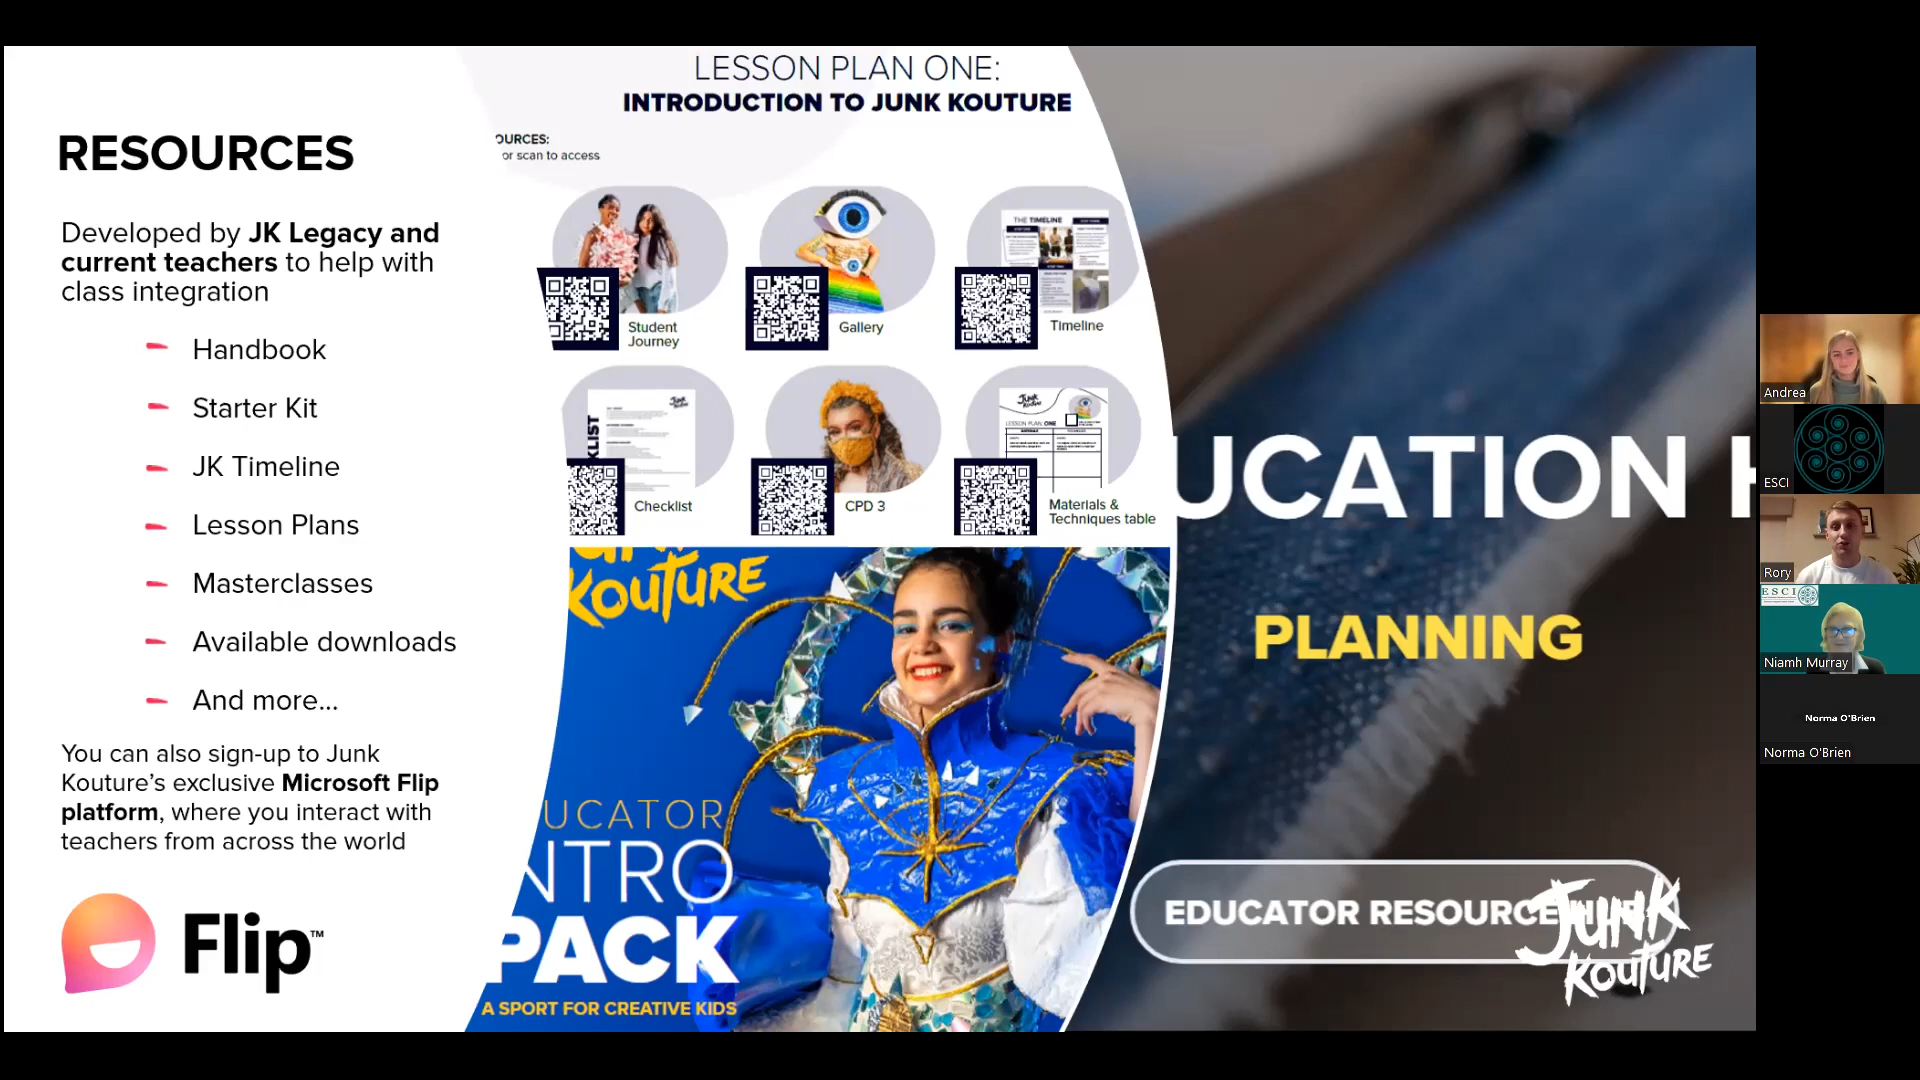 LESSON PLAN ONE:
INTRODUCTION TO JUNK KOUTURE
OURCES:
or scan to access
RESOURCES
Developed by JK Legacy and
current teachers to help with
class integration
Handbook
Starter Kit
JK Timeline
Lesson Plans
Masterclasses
Available downloads
And more...
You can also sign-up to Junk
Kouture's exclusive Microsoft Flip
platform, where you interact with
teachers from across the world
Flip™
THE TIMELINE
Student
Journey
Gallery
Timeline
KLIST
JUNK
KOUTURE
LESSON PLAN ONE
Checklist
CPD 3
Materials &
Techniques table
KOUTURE
UCATOR
NTRO
PACK
A SPORT FOR CREATIVE KIDS
UCATION H
PLANNING
EDUCATOR RESOURCE
JUNK
KOUTURE
Andrea
ESCI
Rory
ESCI
Niamh Murray
Norma O'Brien
Norma O'Brien